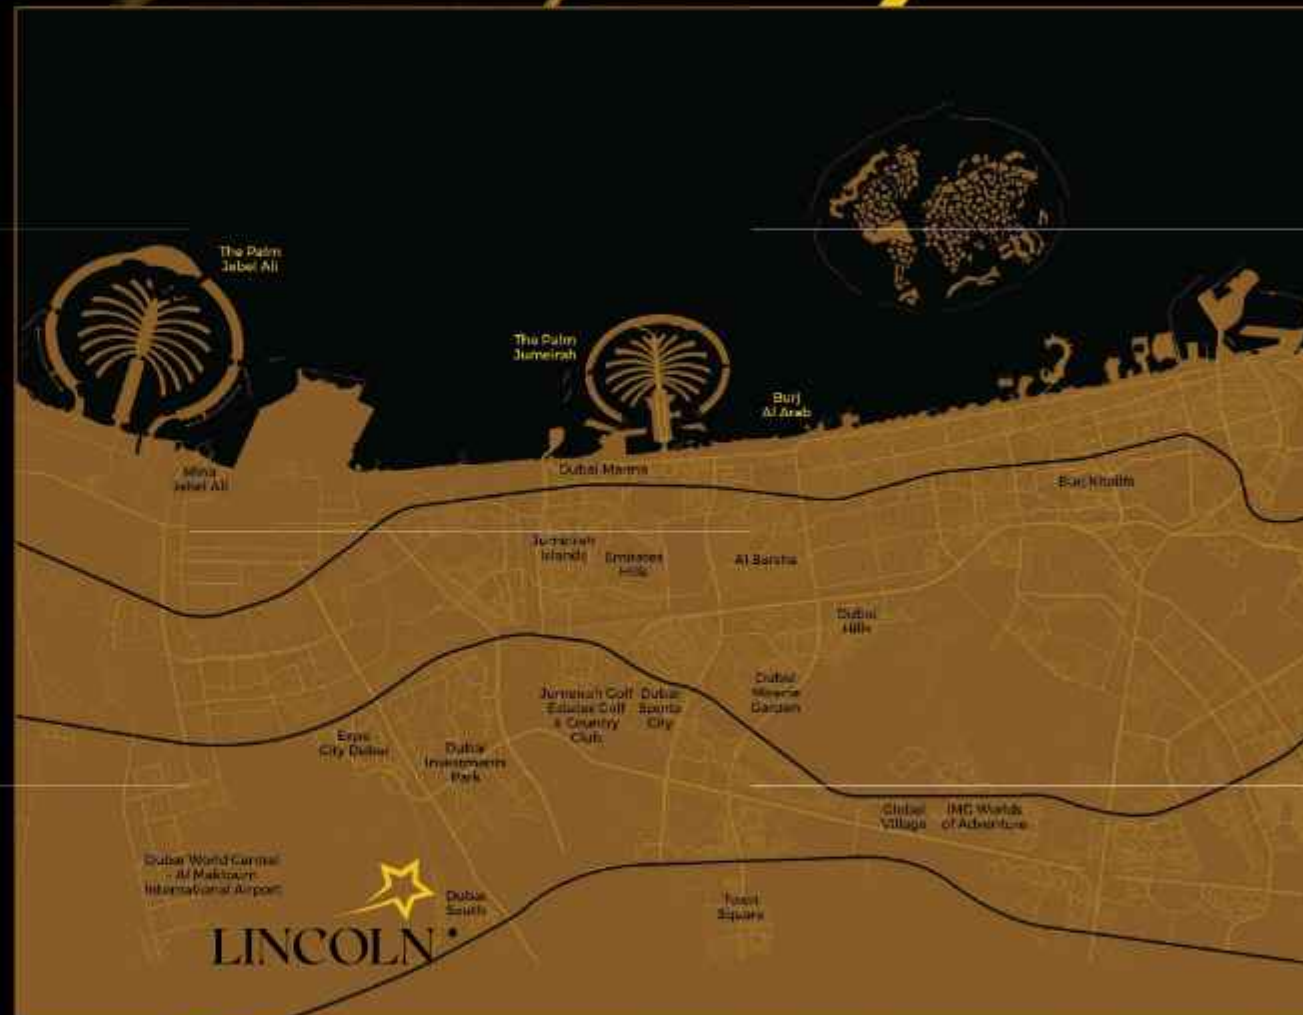 The Palm
Jebel Ali
The Palm
Jumeirah
Burj
Al Arab
Mina
Jebel Ali
Dubai Marina
Burj Khalifa
Jumeirah
Islands
Emirates
Hills
Al Barsha
Dubai
Hills
Jumeirah Golf
Estates Golf
& Country
Club
Dubai
Sports
City
Dubai
Miracle
Garden
Expo
City Dubai
Dubai
Investments
Park
Global
Village
IMG Worlds
of Adventure
Dubai World Central
- Al Maktoum
International Airport
Dubai
South
Town
Square
LINCOLN